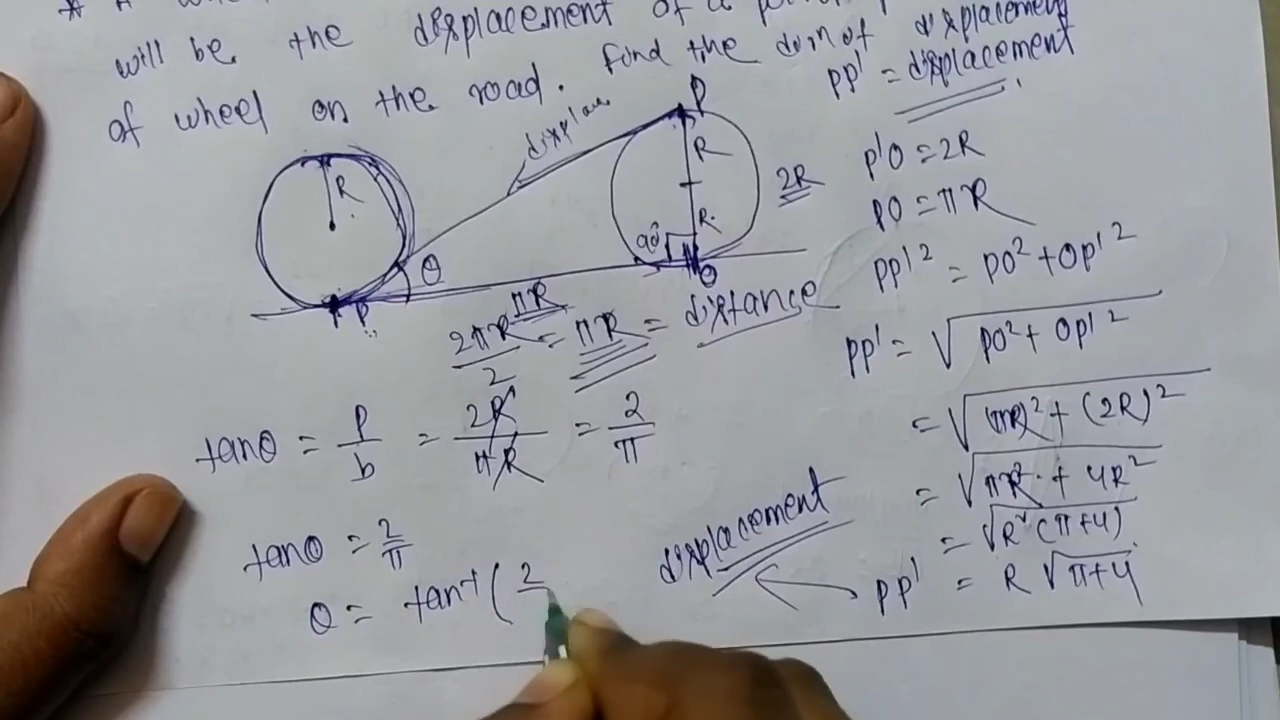 will be the displacement of a
of wheel on the road. Find the dirn of displacement
PP' = displacement
displace
P
R
R
R
2R
90°
O
θ
P
πR
2πR/2 = πR = distance
P'O = 2R
PO = πR
PP'² = PO² + OP'²
PP' = √PO² + OP'²
= √(πR)² + (2R)²
= √πR² + 4R²
= √R² (π+4)
PP' = R √π+4
displacement
tanθ = P/b = 2R/πR = 2/π
tanθ = 2/π
θ = tan⁻¹ ( 2